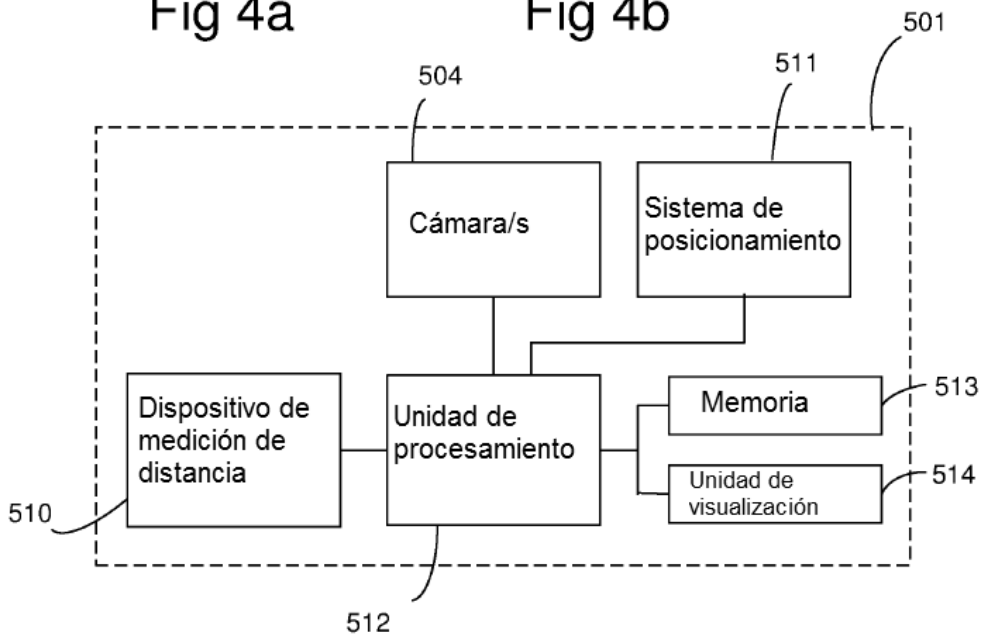 Fig 4a
Fig 4b
501
504
511
Cámara/s
Sistema de
posicionamiento
Dispositivo de
medición de
distancia
Unidad de
procesamiento
Memoria
513
Unidad de
visualización
514
510
512